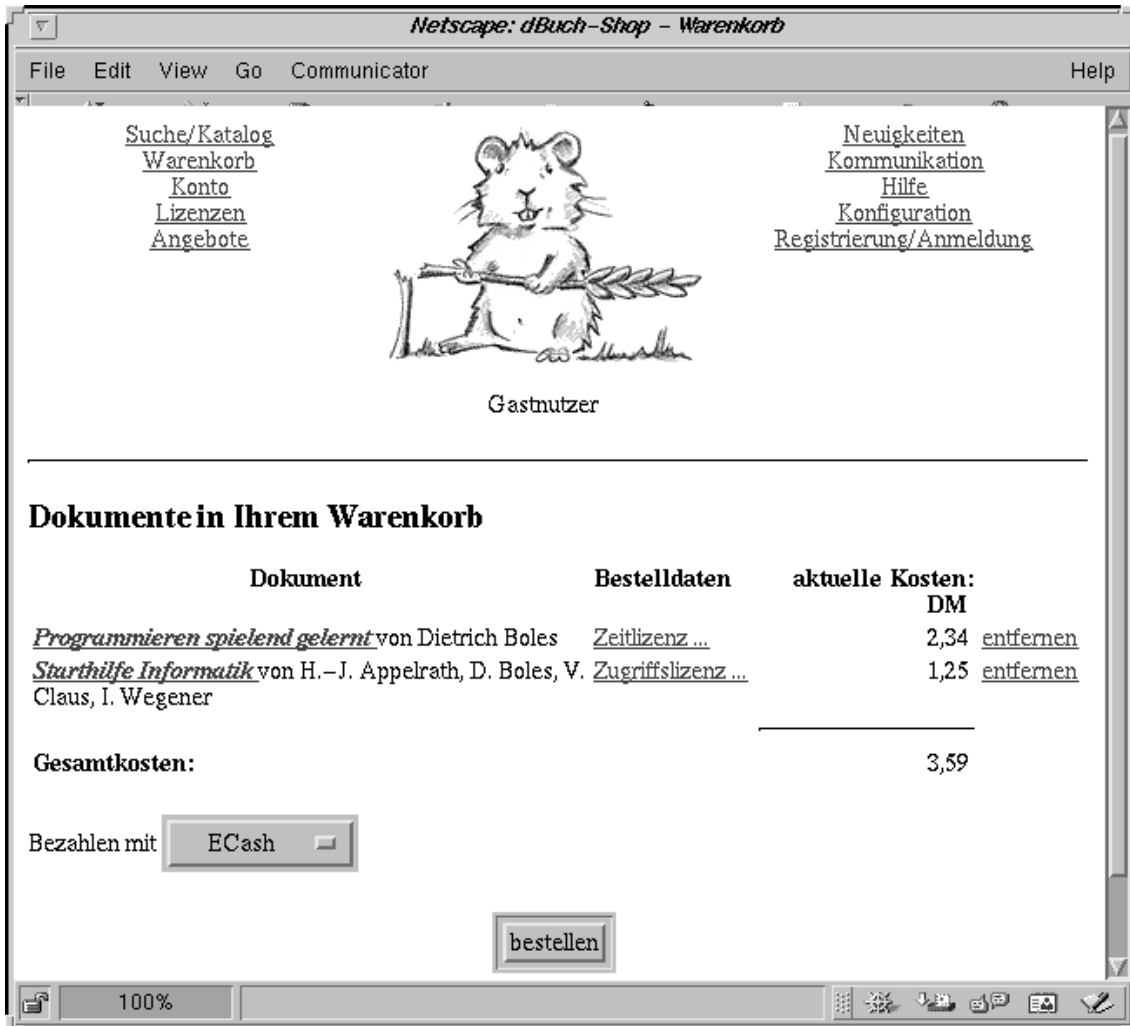 Netscape: dBuch-Shop - Warenkorb
File Edit View Go Communicator Help
Suche/Katalog
Warenkorb
Konto
Lizenzen
Angebote
Neuigkeiten
Kommunikation
Hilfe
Konfiguration
Registrierung/Anmeldung
Gastnutzer
Dokumente in Ihrem Warenkorb
Dokument Bestelldaten aktuelle Kosten:
DM
Programmieren spielend gelernt von Dietrich Boles Zeitlizenz ... 2,34 entfernen
Starthilfe Informatik von H.-J. Appelrath, D. Boles, V. Zugriffslizenz ... 1,25 entfernen
Claus, I. Wegener
Gesamtkosten: 3,59
Bezahlen mit ECash
bestellen
100%